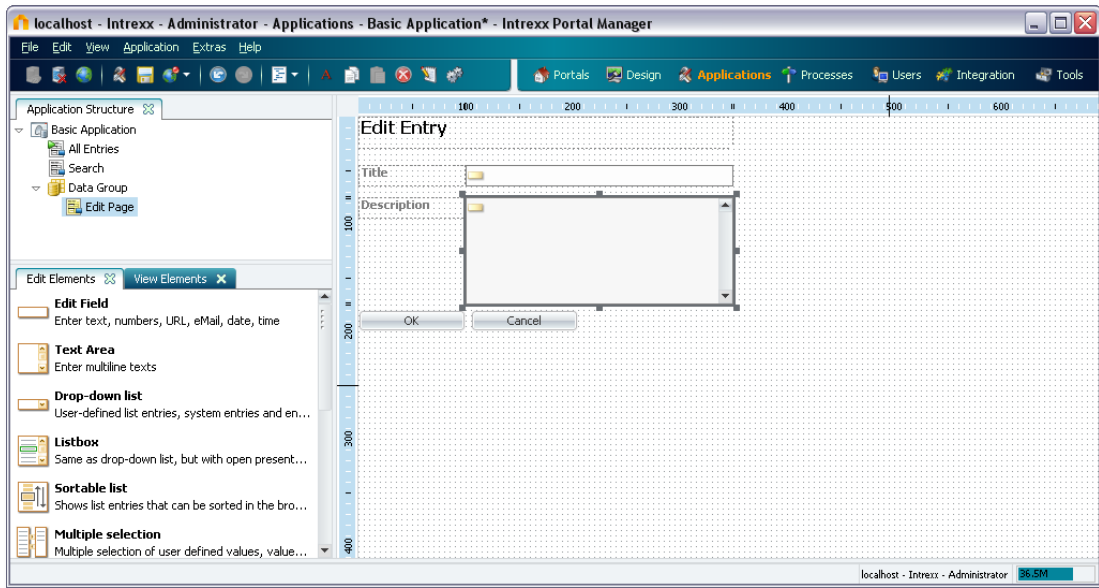 localhost - Intrexx - Administrator - Applications - Basic Application* - Intrexx Portal Manager
File Edit View Application Extras Help
Portals Design Applications Processes Users Integration Tools
Application Structure
Basic Application
All Entries
Search
Data Group
Edit Page
Edit Elements View Elements
Edit Field
Enter text, numbers, URL, eMail, date, time
Text Area
Enter multiline texts
Drop-down list
User-defined list entries, system entries and en...
Listbox
Same as drop-down list, but with open present...
Sortable list
Shows list entries that can be sorted in the bro...
Multiple selection
Multiple selection of user defined values, value...
100 200 300 400 500 600
100
200
300
400
Edit Entry
Title
Description
OK Cancel
localhost - Intrexx - Administrator 36.5M